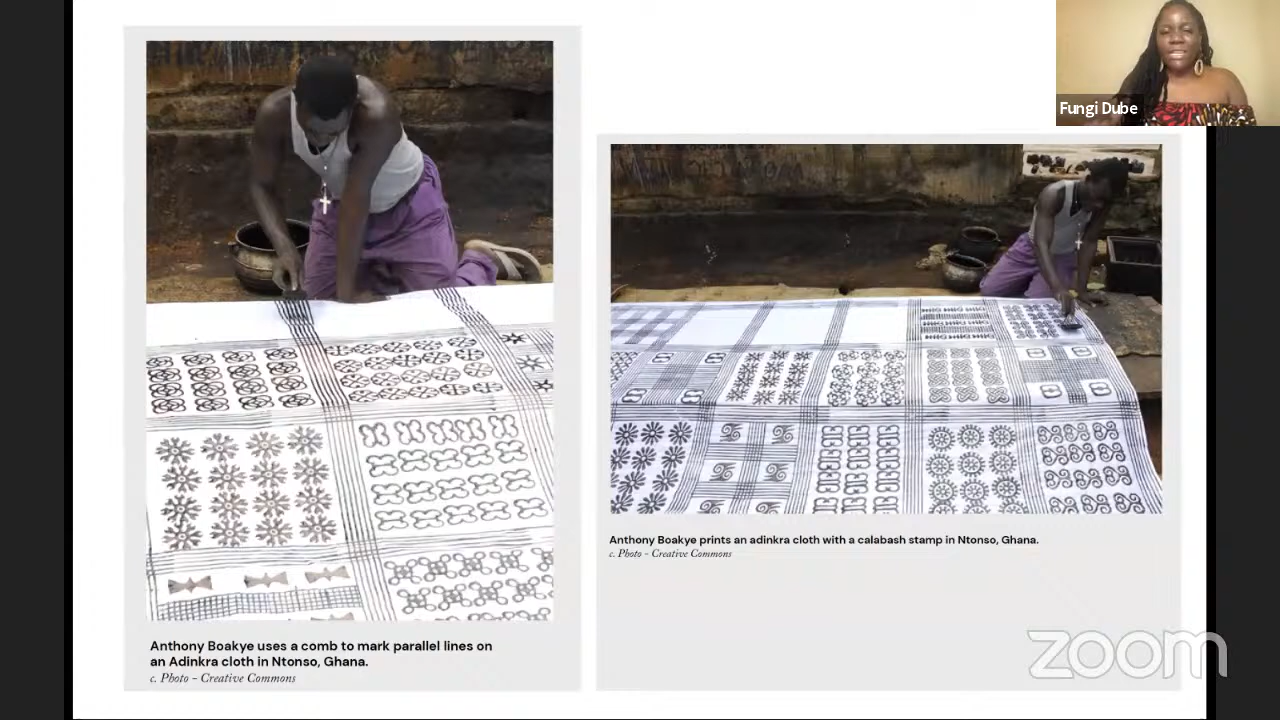 Fungi Dube
Anthony Boakye uses a comb to mark parallel lines on
an Adinkra cloth in Ntonso, Ghana.
c. Photo - Creative Commons
Anthony Boakye prints an adinkra cloth with a calabash stamp in Ntonso, Ghana.
c. Photo - Creative Commons
zoom